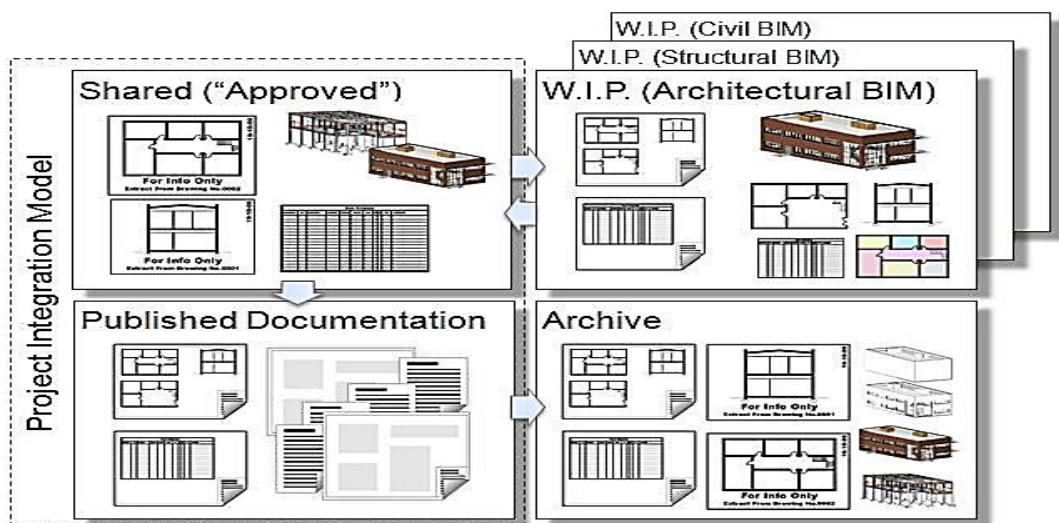 W.I.P. (Civil BIM)
W.I.P. (Structural BIM)
Project Integration Model
Shared ("Approved")
For Info Only
Extract From Drawing No.0002
For Info Only
Extract From Drawing No.0001
W.I.P. (Architectural BIM)
Published Documentation
Archive
For Info Only
Extract From Drawing No.0001
For Info Only
Extract From Drawing No.0002